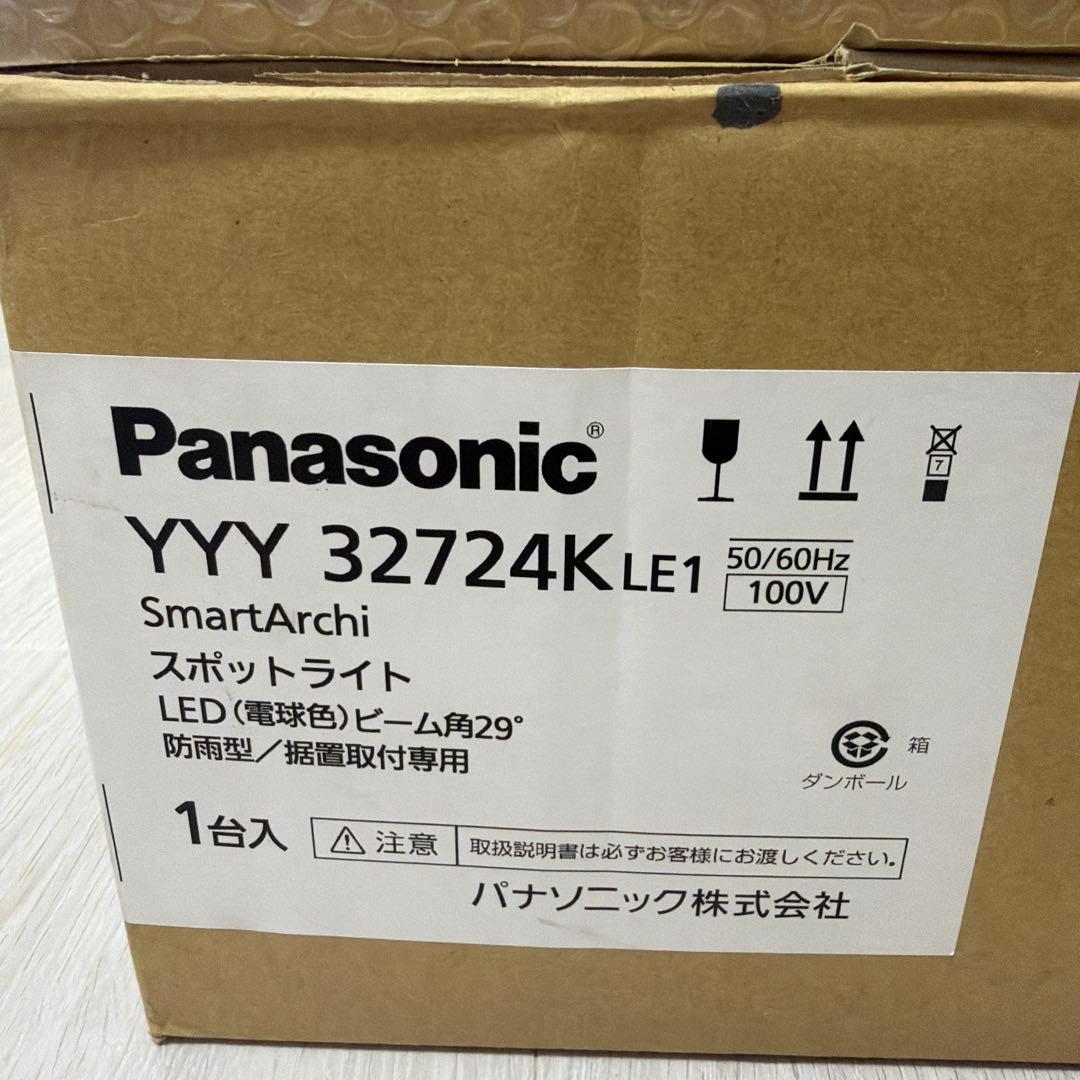 Panasonic®
YYY 32724K LE1
50/60Hz
100V
7
SmartArchi
スポットライト
LED(電球色)ビーム角29°
防雨型/据置取付専用
箱
ダンボール
1台入
注意
取扱説明書は必ずお客様にお渡しください。
パナソニック株式会社